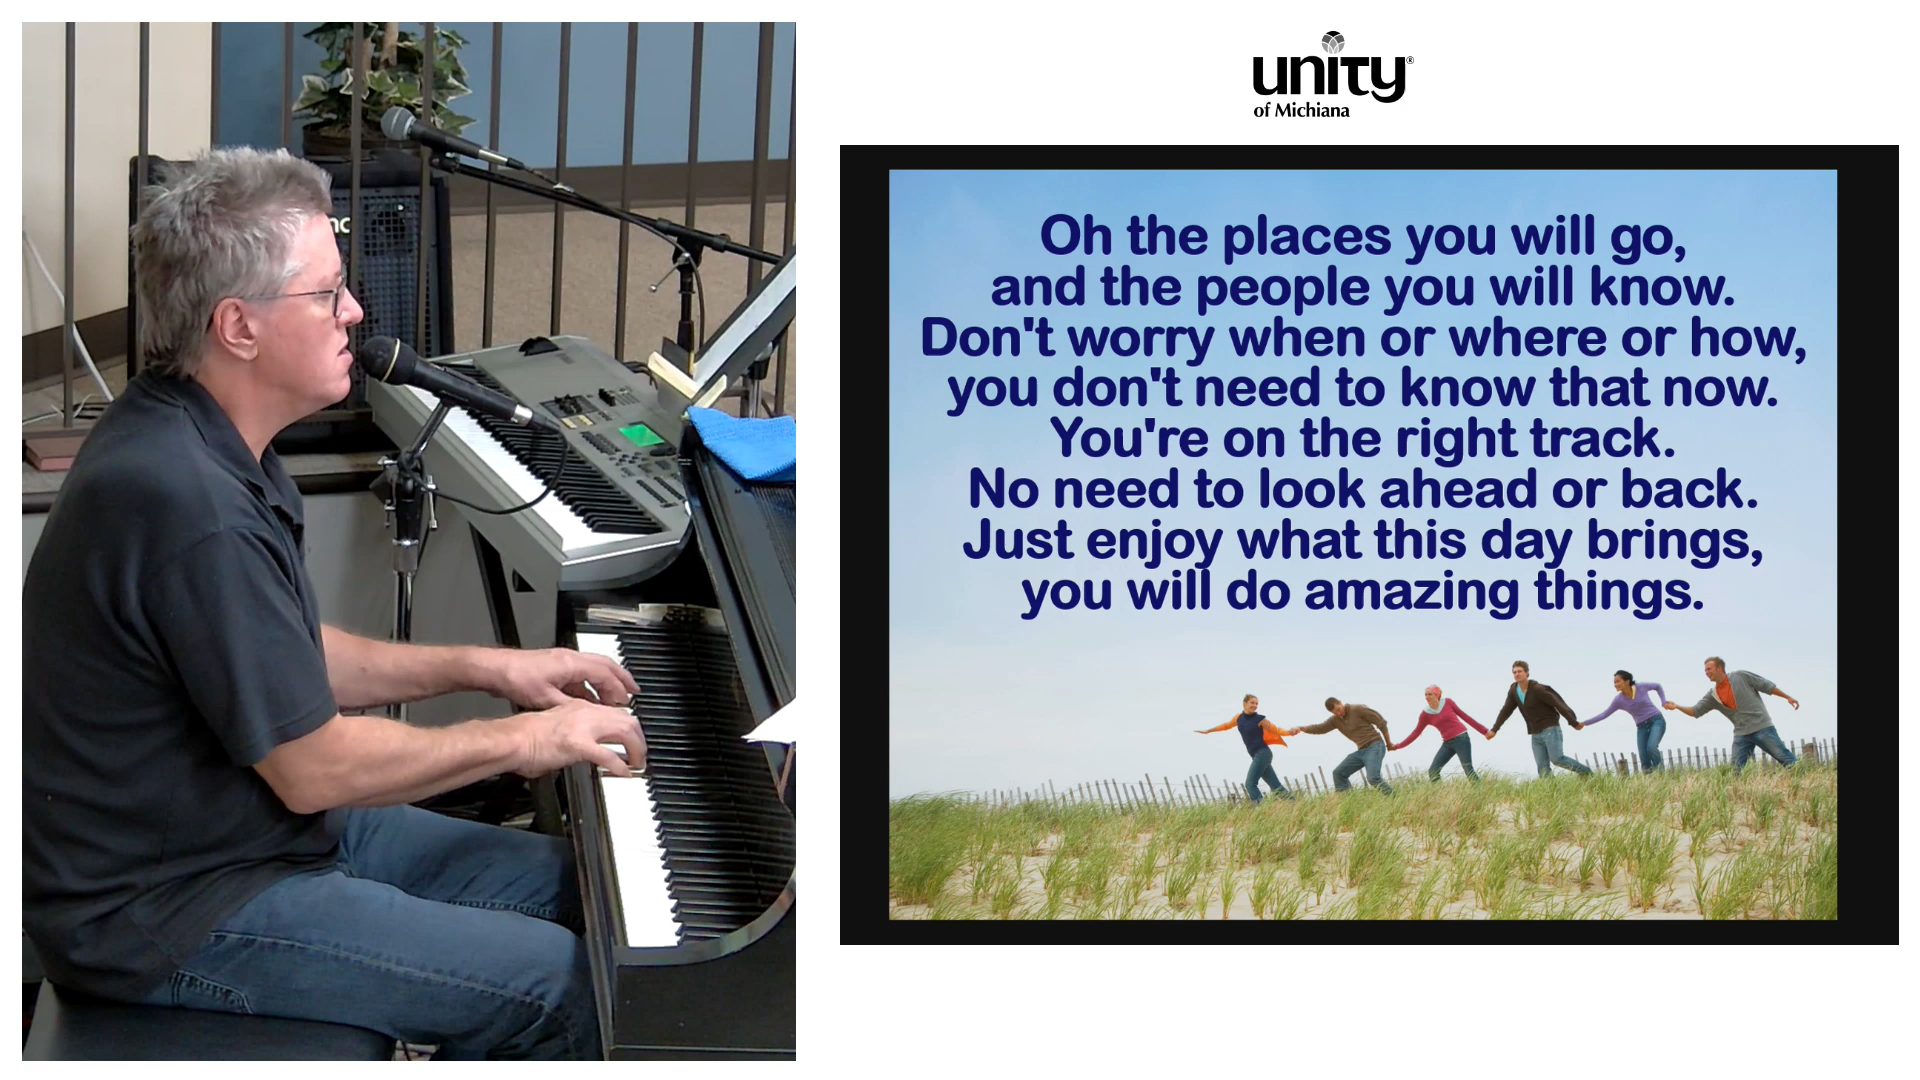 unity®
of Michiana
Oh the places you will go,
and the people you will know.
Don't worry when or where or how,
you don't need to know that now.
You're on the right track.
No need to look ahead or back.
Just enjoy what this day brings,
you will do amazing things.